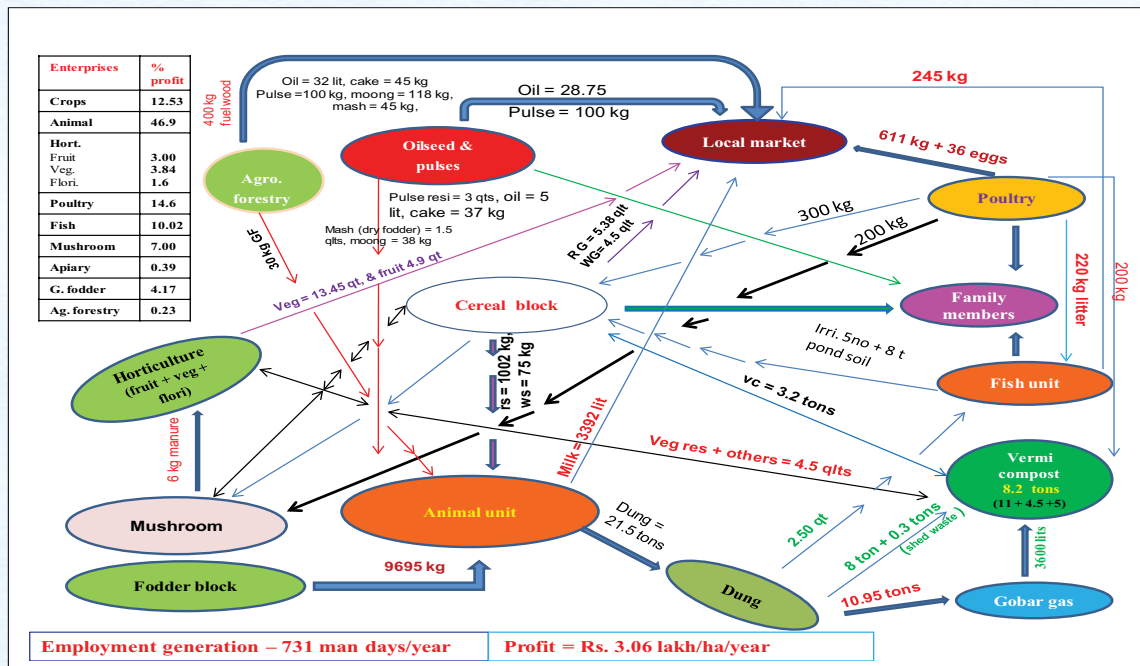 Enterprises % profit
Crops 12.53
Animal 46.9
Hort.
Fruit 3.00
Veg. 3.84
Flori. 1.6
Poultry 14.6
Fish 10.02
Mushroom 7.00
Apiary 0.39
G. fodder 4.17
Ag. forestry 0.23
400 kg
fuel wood
Oil = 32 lit, cake = 45 kg
Pulse =100 kg, moong = 118 kg,
mash = 45 kg,
Oil = 28.75
Pulse = 100 kg
245 kg
Local market
611 kg + 36 eggs
Oilseed &
pulses
Agro.
forestry
Poultry
Pulse resi = 3 qts, oil = 5
lit, cake = 37 kg
Mash (dry fodder) = 1.5
qlts, moong = 38 kg
30 kg GF
R G = 5.38 qlt
WG= 4.5 qlt
300 kg
200 kg
220 kg litter
200 kg
Veg = 13.45 qt, & fruit 4.9 qt
Cereal block
Family
members
Irri. 5no + 8 t
pond soil
Horticulture
(fruit + veg +
flori)
rs = 1002 kg,
ws = 75 kg
Fish unit
vc = 3.2 tons
Milk = 3392 lit
Veg res + others = 4.5 qlts
6 kg manure
Vermi
compost
8.2 tons
(11 + 4.5 +5)
Mushroom
Animal unit
Dung =
21.5 tons
2.50 qt
8 ton + 0.3 tons
(shed waste )
3600 lits
Fodder block
9695 kg
Dung
10.95 tons
Gobar gas
Employment generation – 731 man days/year
Profit = Rs. 3.06 lakh/ha/year